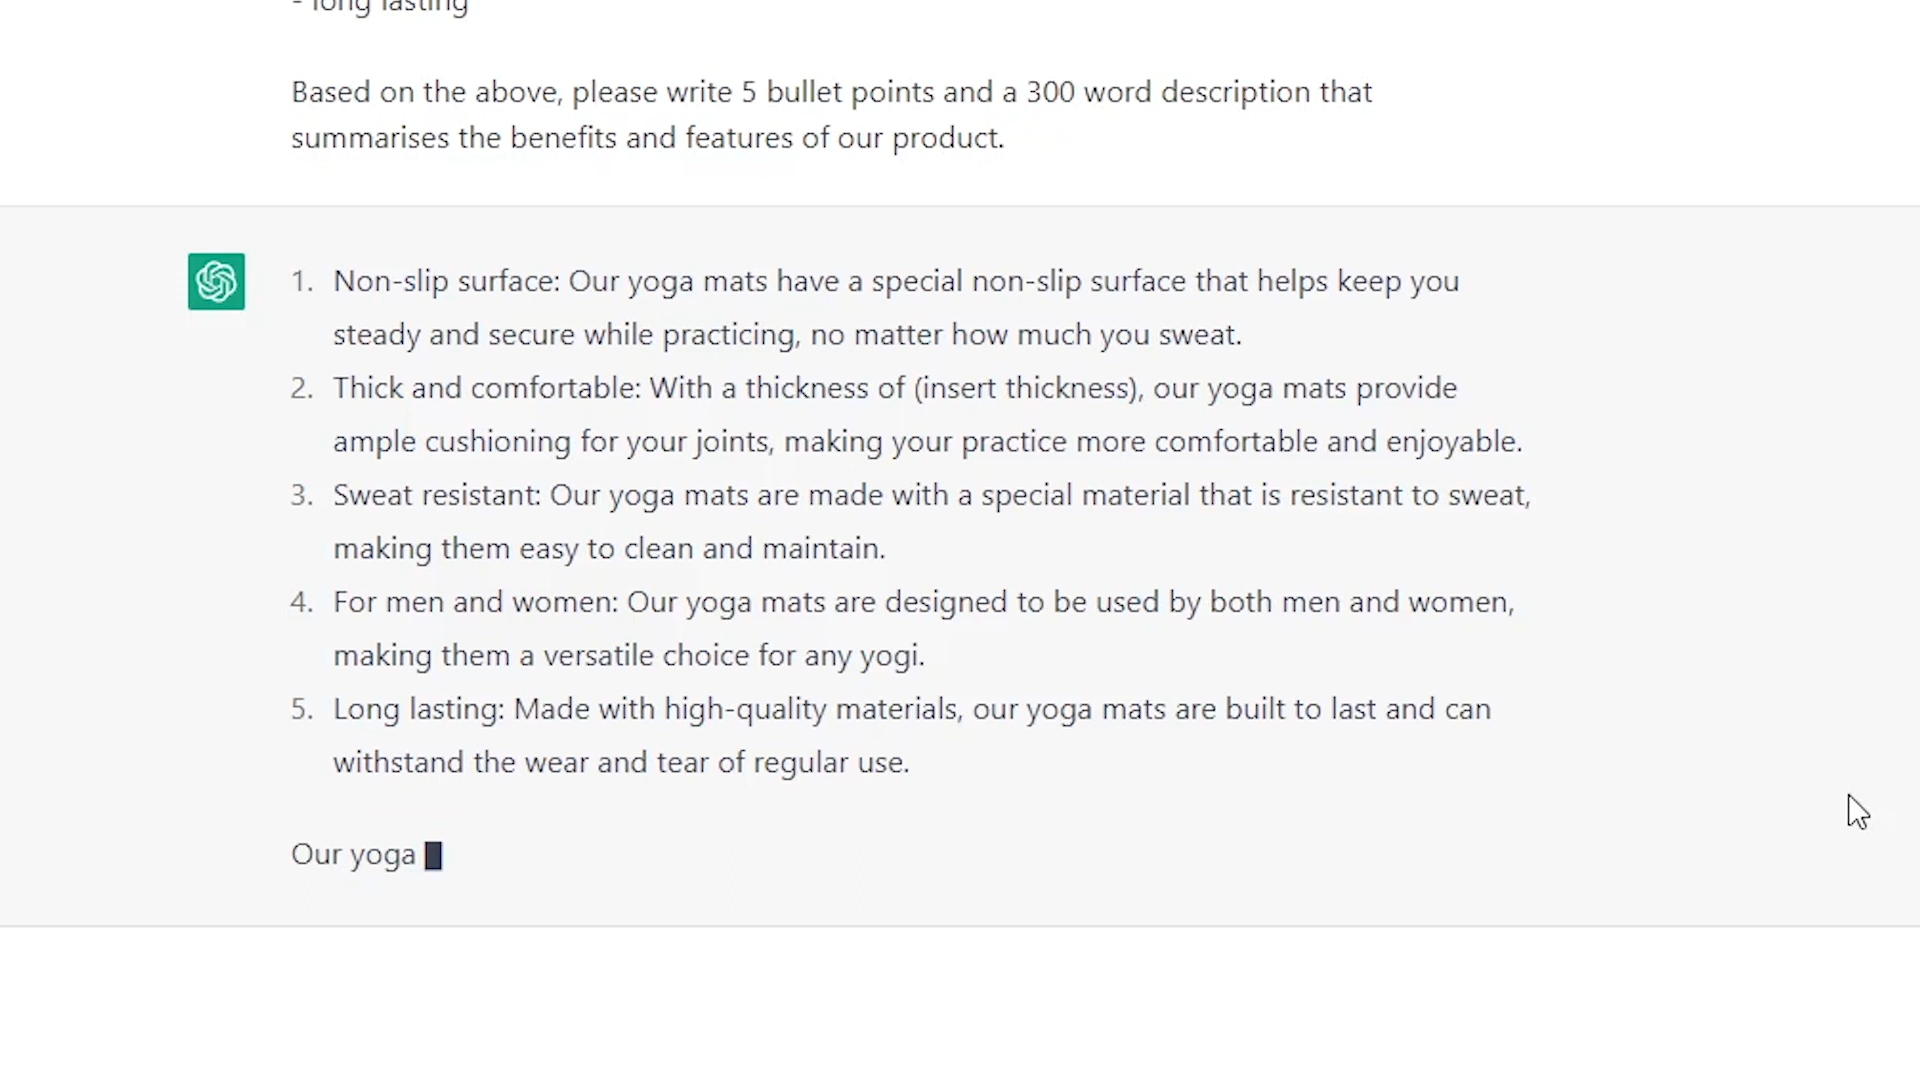 - long lasting
Based on the above, please write 5 bullet points and a 300 word description that
summarises the benefits and features of our product.
1. Non-slip surface: Our yoga mats have a special non-slip surface that helps keep you
steady and secure while practicing, no matter how much you sweat.
2. Thick and comfortable: With a thickness of (insert thickness), our yoga mats provide
ample cushioning for your joints, making your practice more comfortable and enjoyable.
3. Sweat resistant: Our yoga mats are made with a special material that is resistant to sweat,
making them easy to clean and maintain.
4. For men and women: Our yoga mats are designed to be used by both men and women,
making them a versatile choice for any yogi.
5. Long lasting: Made with high-quality materials, our yoga mats are built to last and can
withstand the wear and tear of regular use.
Our yoga